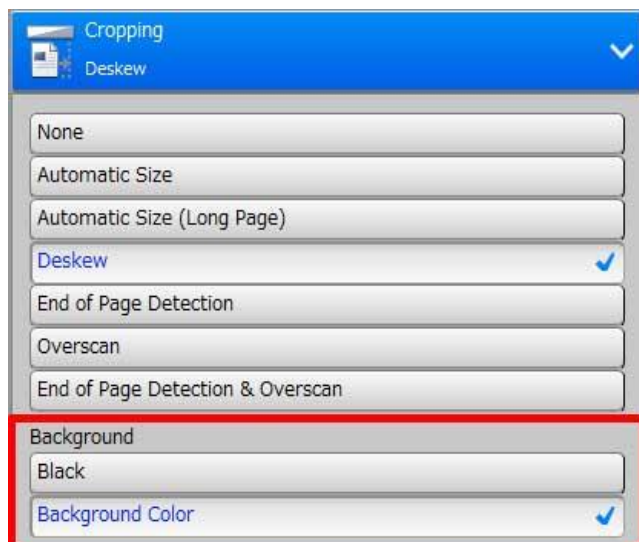 Cropping
Deskew
None
Automatic Size
Automatic Size (Long Page)
Deskew
End of Page Detection
Overscan
End of Page Detection & Overscan
Background
Black
Background Color